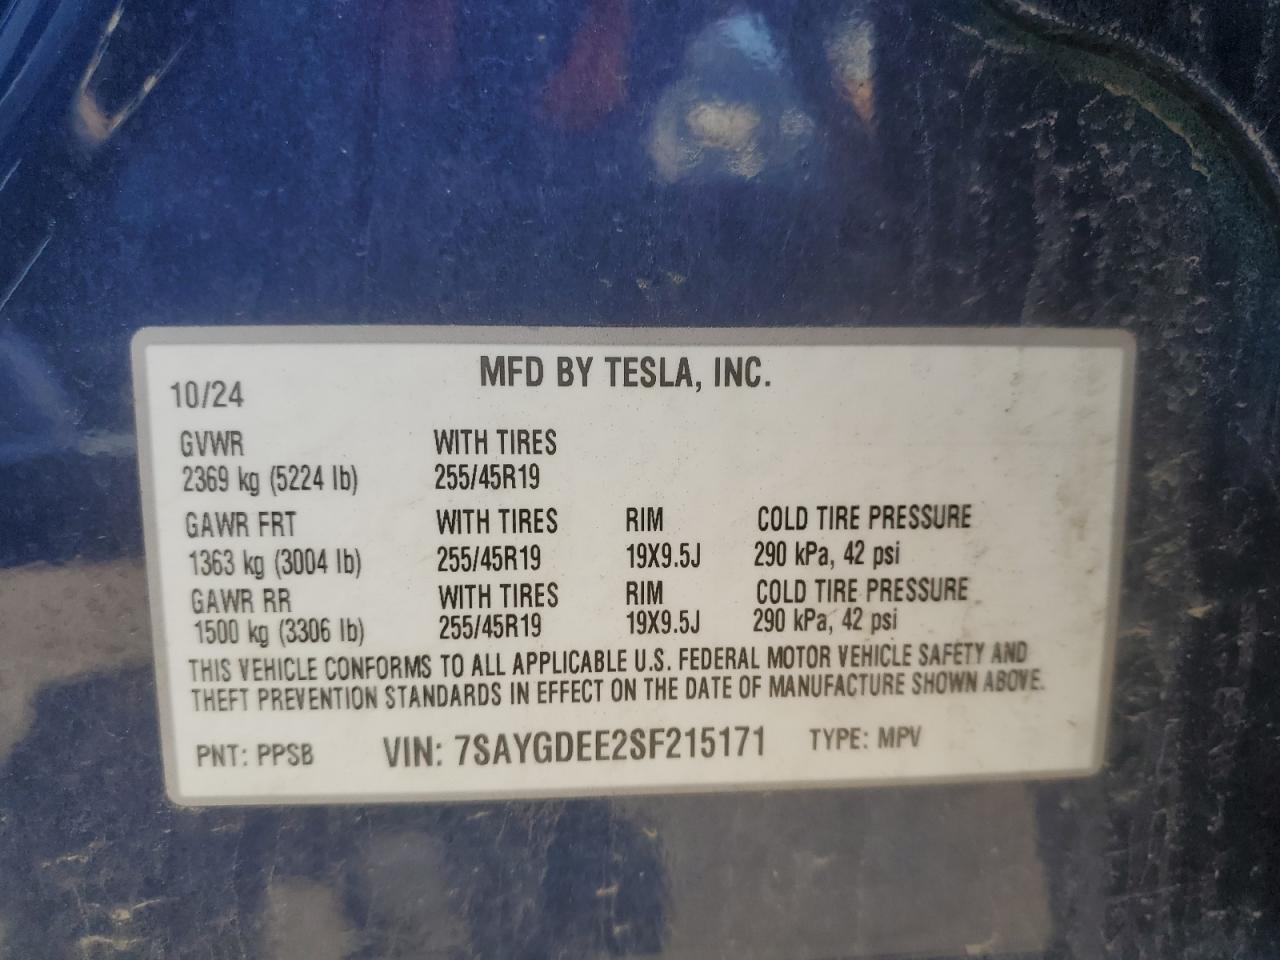 MFD BY TESLA, INC.
10/24
GVWR WITH TIRES
2369 kg (5224 lb) 255/45R19
GAWR FRT WITH TIRES RIM COLD TIRE PRESSURE
1363 kg (3004 lb) 255/45R19 19X9.5J 290 kPa, 42 psi
GAWR RR WITH TIRES RIM COLD TIRE PRESSURE
1500 kg (3306 lb) 255/45R19 19X9.5J 290 kPa, 42 psi
THIS VEHICLE CONFORMS TO ALL APPLICABLE U.S. FEDERAL MOTOR VEHICLE SAFETY AND
THEFT PREVENTION STANDARDS IN EFFECT ON THE DATE OF MANUFACTURE SHOWN ABOVE.
PNT: PPSB VIN: 7SAYGDEE2SF215171 TYPE: MPV